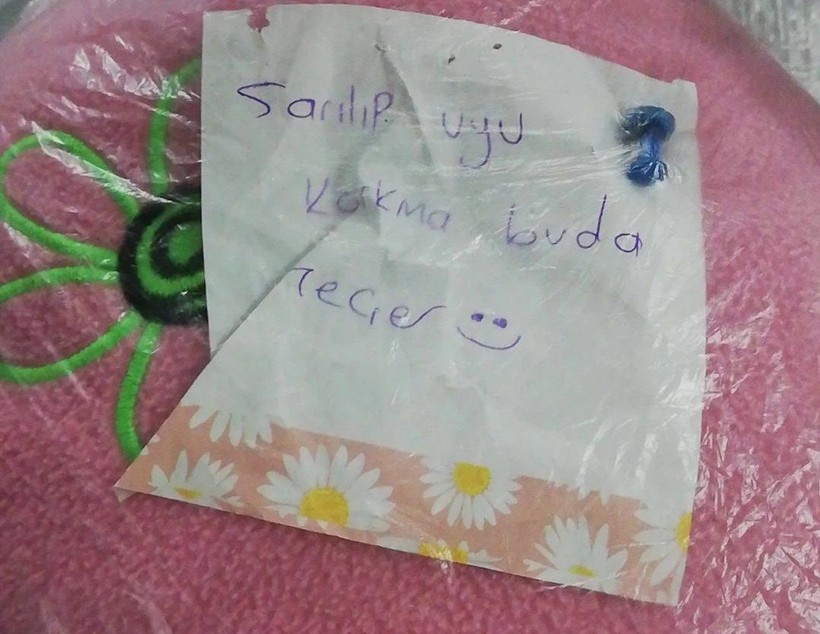 Sarılıp uyu
Korkma buda
Geçer